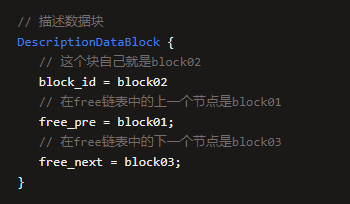 // 描述数据块
DescriptionDataBlock {
// 这个块自己就是block02
block_id = block02
// 在free链表中的上一个节点是block01
free_pre = block01;
// 在free链表中的下一个节点是block03
free_next = block03;
}